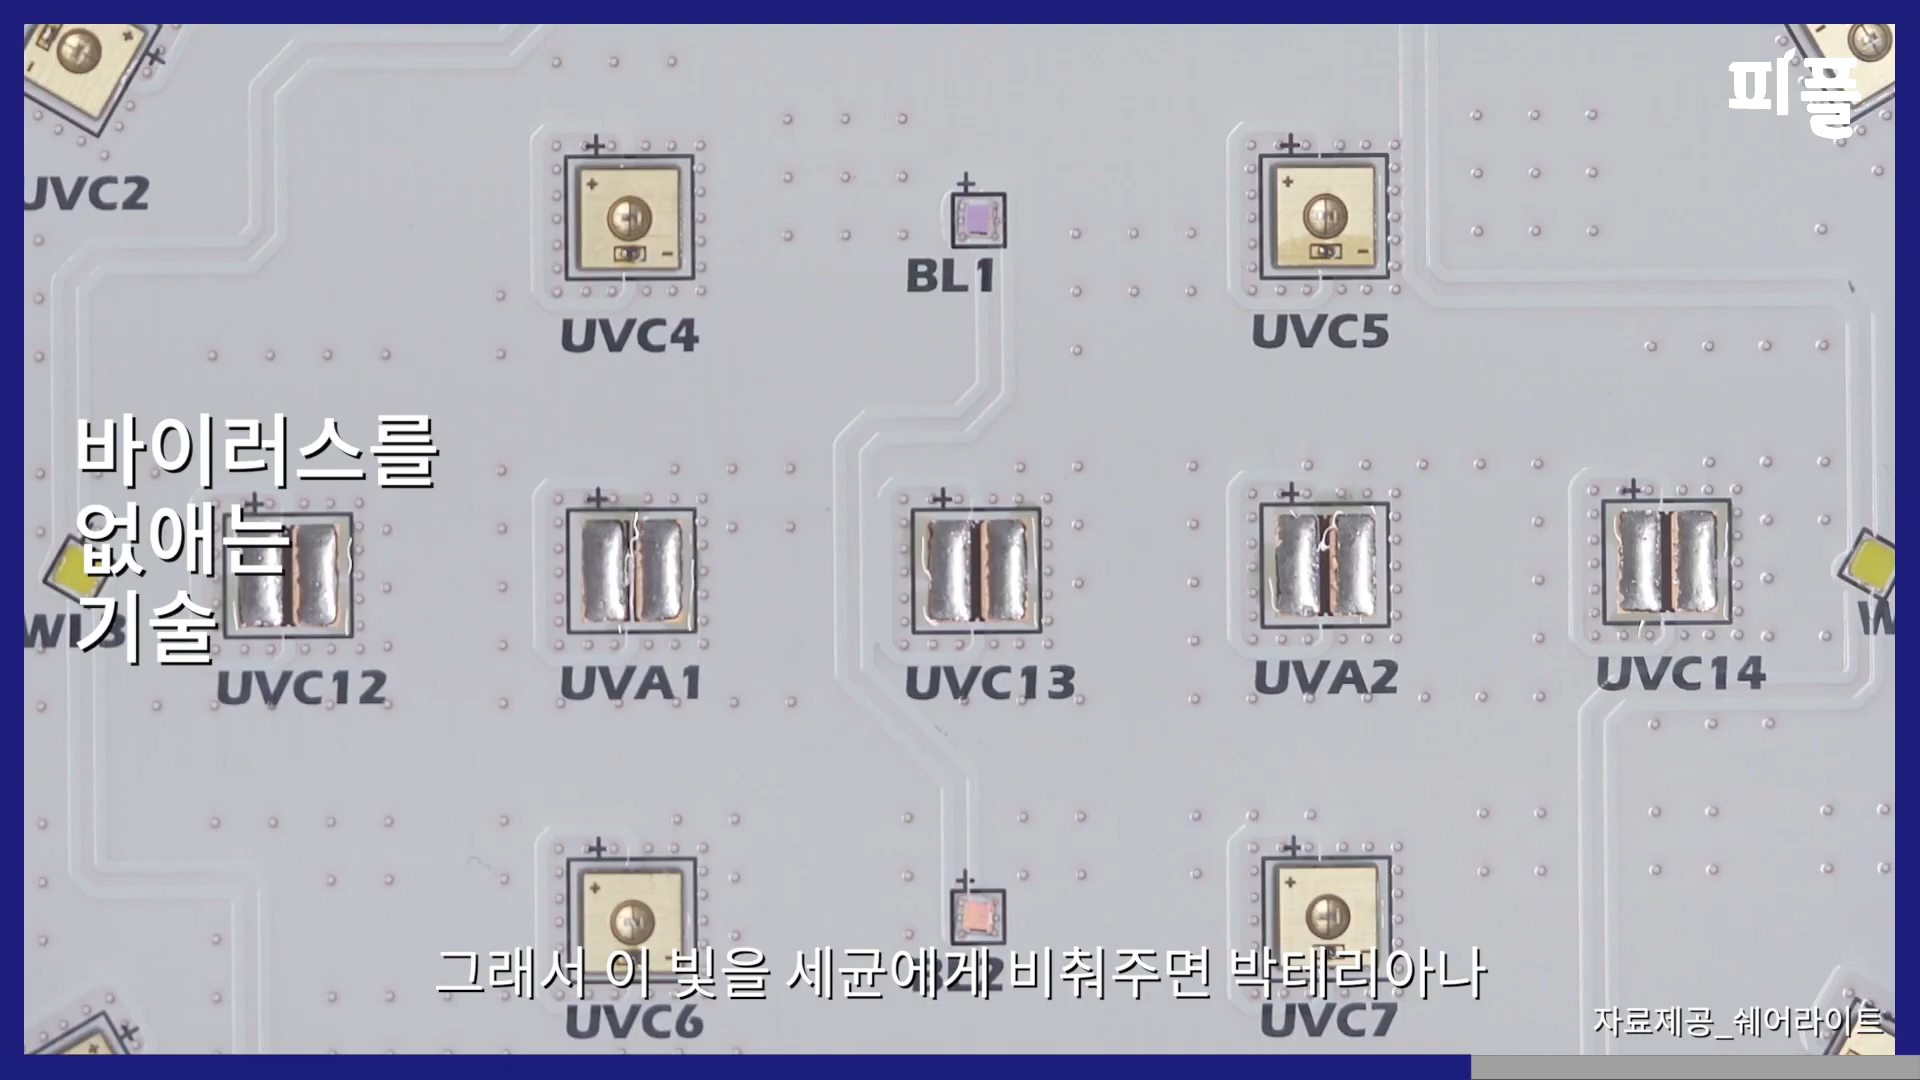 피플
UVC2
UVC4
BL1
UVC5
바이러스를
없애는
기술
UVC12
UVA1
UVC13
UVA2
UVC14
그래서 이 빛을 세균에게 비춰주면 박테리아나
BL2
UVC6
UVC7
자료제공_쉐어라이트